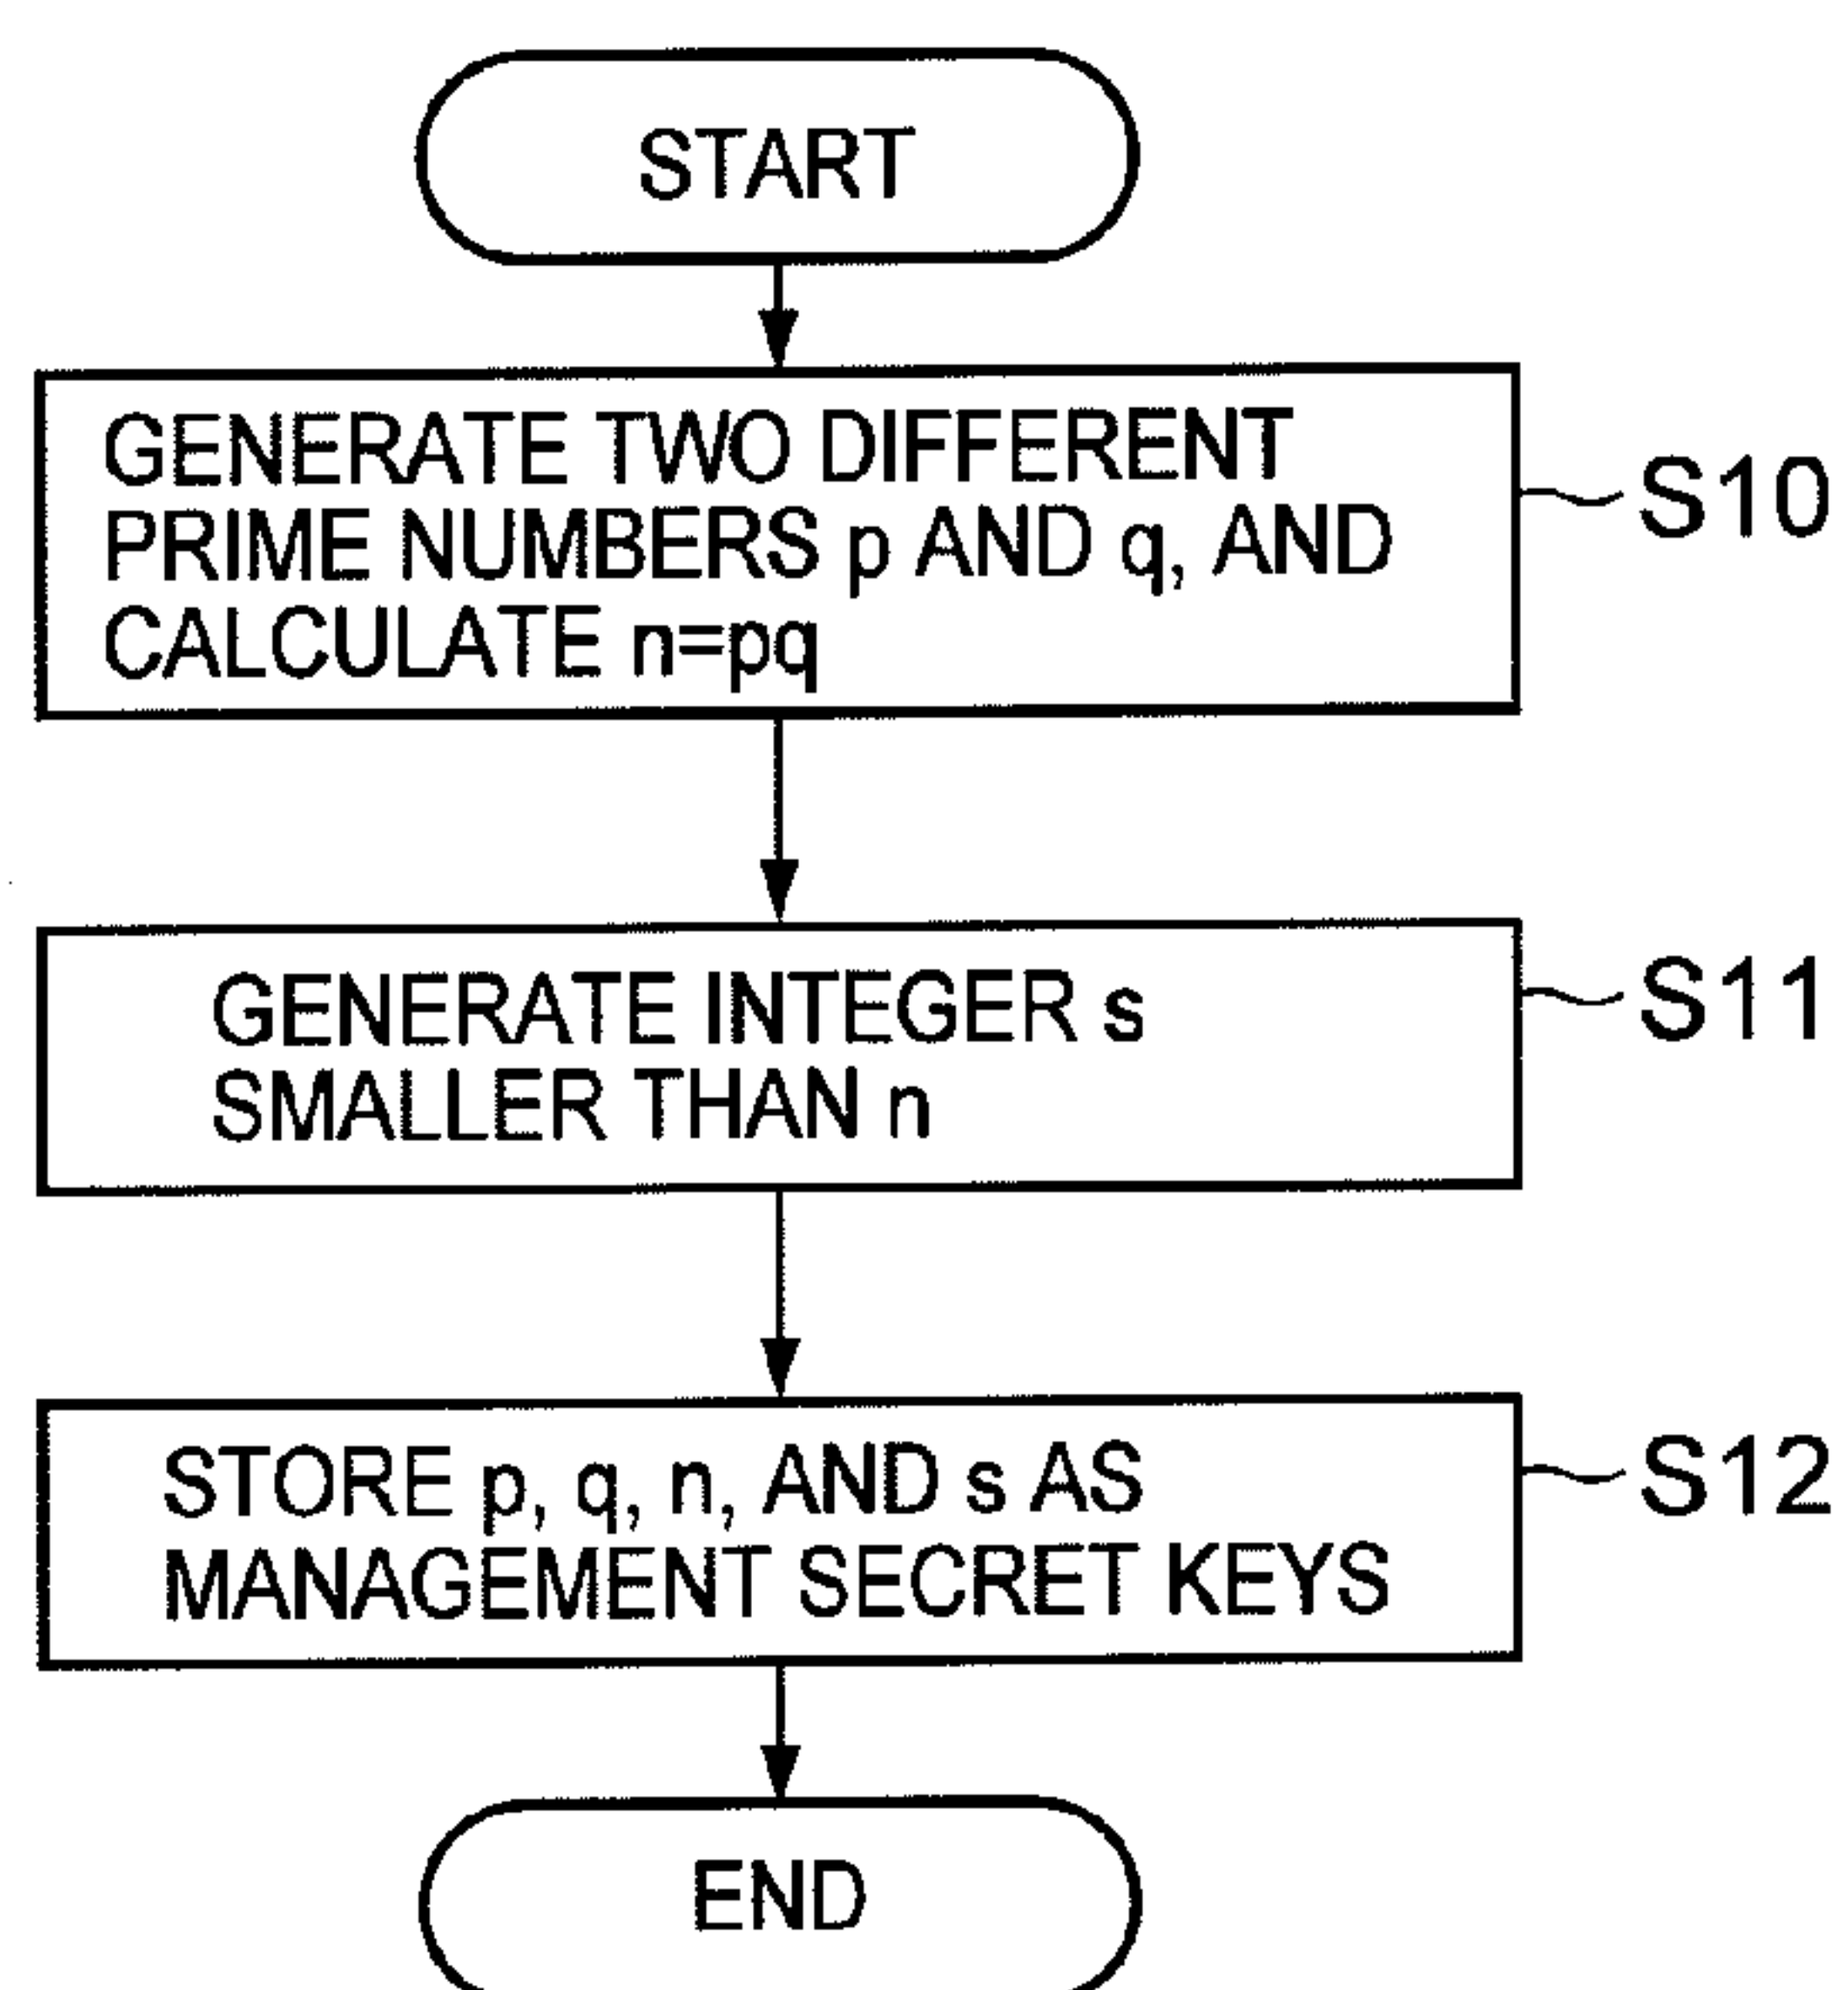 START
GENERATE TWO DIFFERENT
PRIME NUMBERS p AND q, AND
CALCULATE n=pq
S10
GENERATE INTEGER s
SMALLER THAN n
S11
STORE p, q, n, AND s AS
MANAGEMENT SECRET KEYS
S12
END